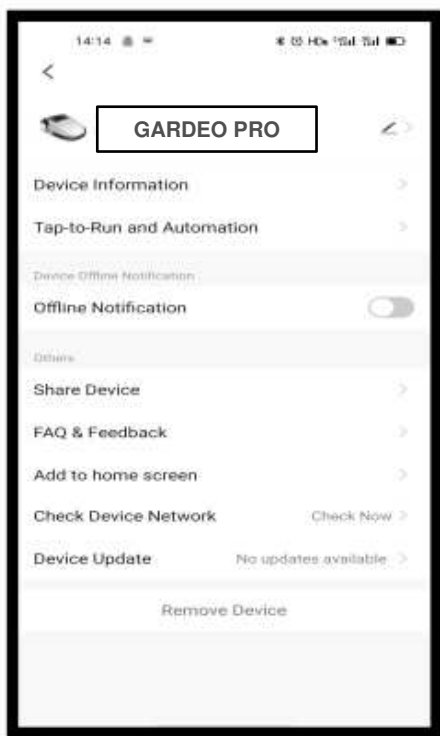 14:14
GARDEO PRO
Device Information
Tap-to-Run and Automation
Device Offline Notification
Offline Notification
Others
Share Device
FAQ & Feedback
Add to home screen
Check Device Network Check Now
Device Update No updates available
Remove Device